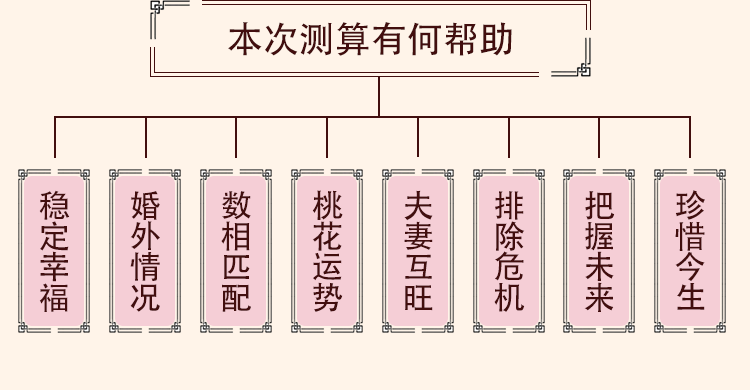 本次测算有何帮助
稳定幸福
婚外情况
数相匹配
桃花运势
夫妻互旺
排除危机
把握未来
珍惜今生